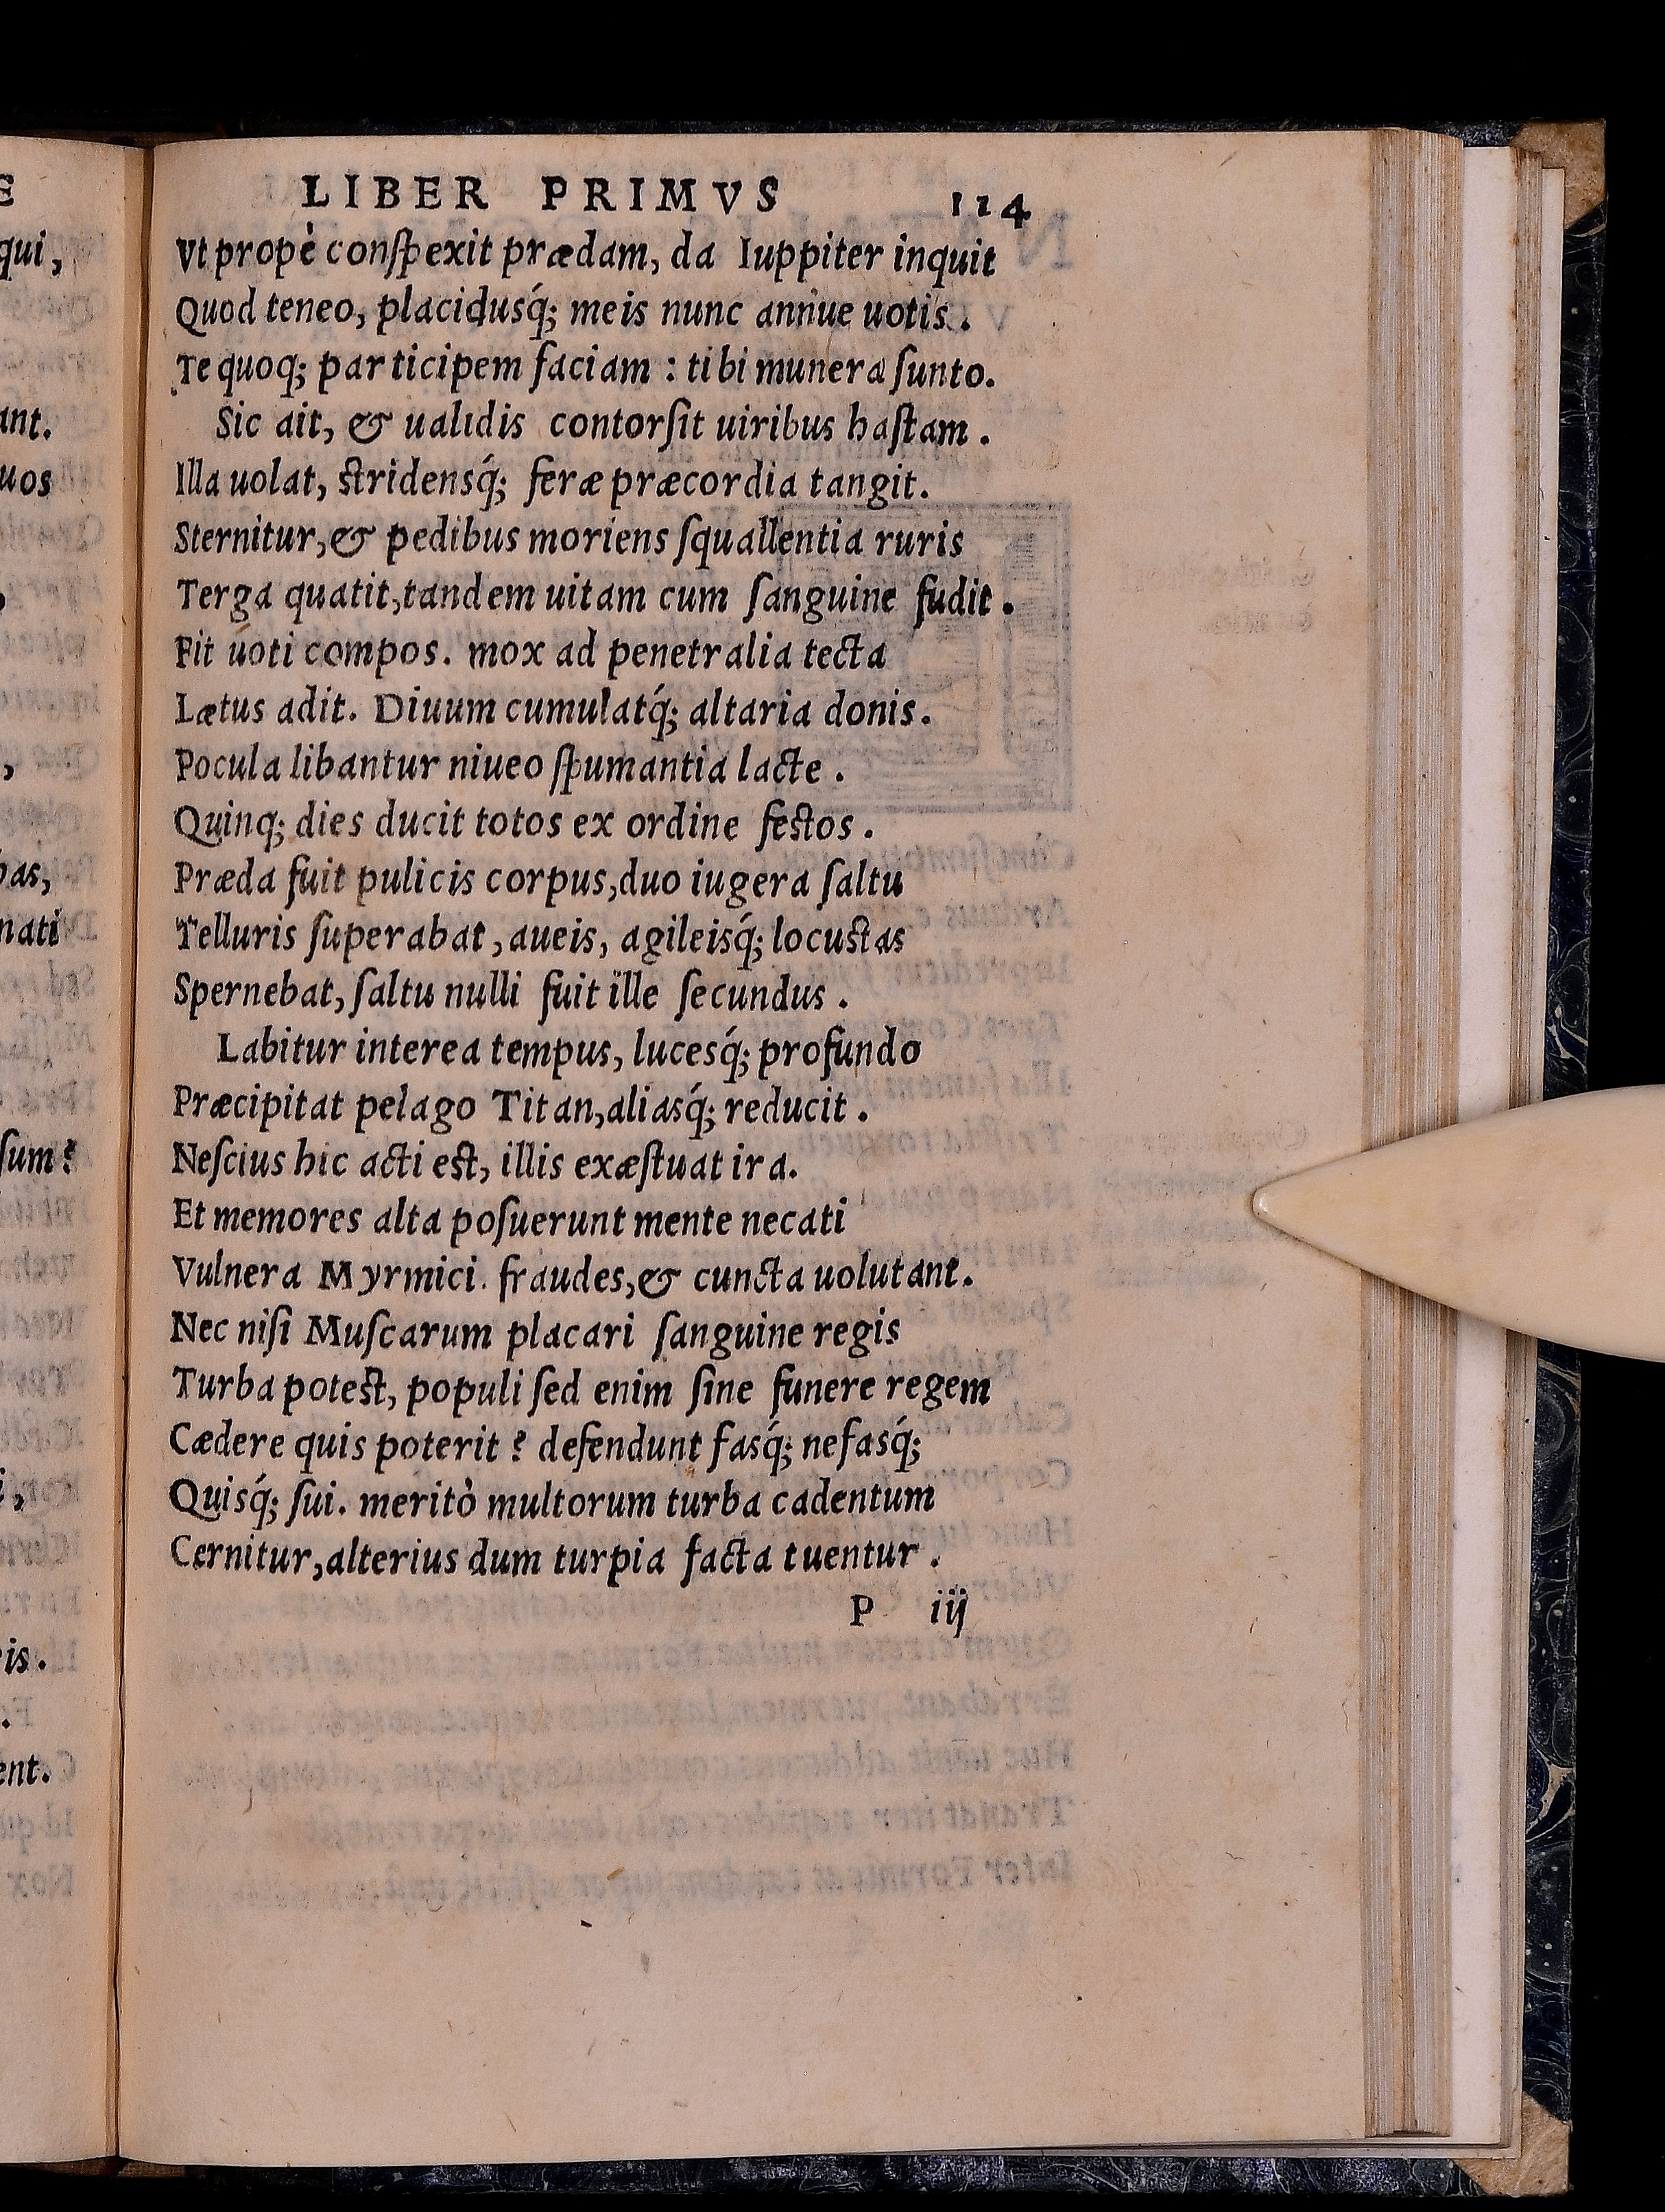 LIBER PRIMVS 114
Vt propè conſpexit prædam, da Iuppiter inquit
Quod teneo, placidusq́; meis nunc annue uotis.
Te quoq; participem faciam : tibi munera ſunto.
Sic ait, & ualidis contorſit uiribus haſtam.
Illa uolat, stridensq́; feræ præcordia tangit.
Sternitur, & pedibus moriens ſquallentia ruris
Terga quatit, tandem uitam cum ſanguine fudit.
Fit uoti compos. mox ad penetralia tecta
Lætus adit. Diuum cumulatq́; altaria donis.
Pocula libantur niueo ſpumantia lacte.
Quinq; dies ducit totos ex ordine festos.
Præda fuit pulicis corpus, duo iugera ſaltu
Telluris ſuperabat, aueis, agileisq́; locustas
Spernebat, ſaltu nulli fuit ille ſecundus.
Labitur interea tempus, lucesq́; profundo
Præcipitat pelago Titan, aliasq́; reducit.
Neſcius hic acti est, illis exæſtuat ira.
Et memores alta poſuerunt mente necati
Vulnera Myrmici. fraudes, & cuncta uolutant.
Nec niſi Muſcarum placari ſanguine regis
Turba potest, populi ſed enim ſine funere regem
Cædere quis poterit? defendunt fasq́; nefasq́;
Quisq́; ſui. meritò multorum turba cadentum
Cernitur, alterius dum turpia facta tuentur.
P iij